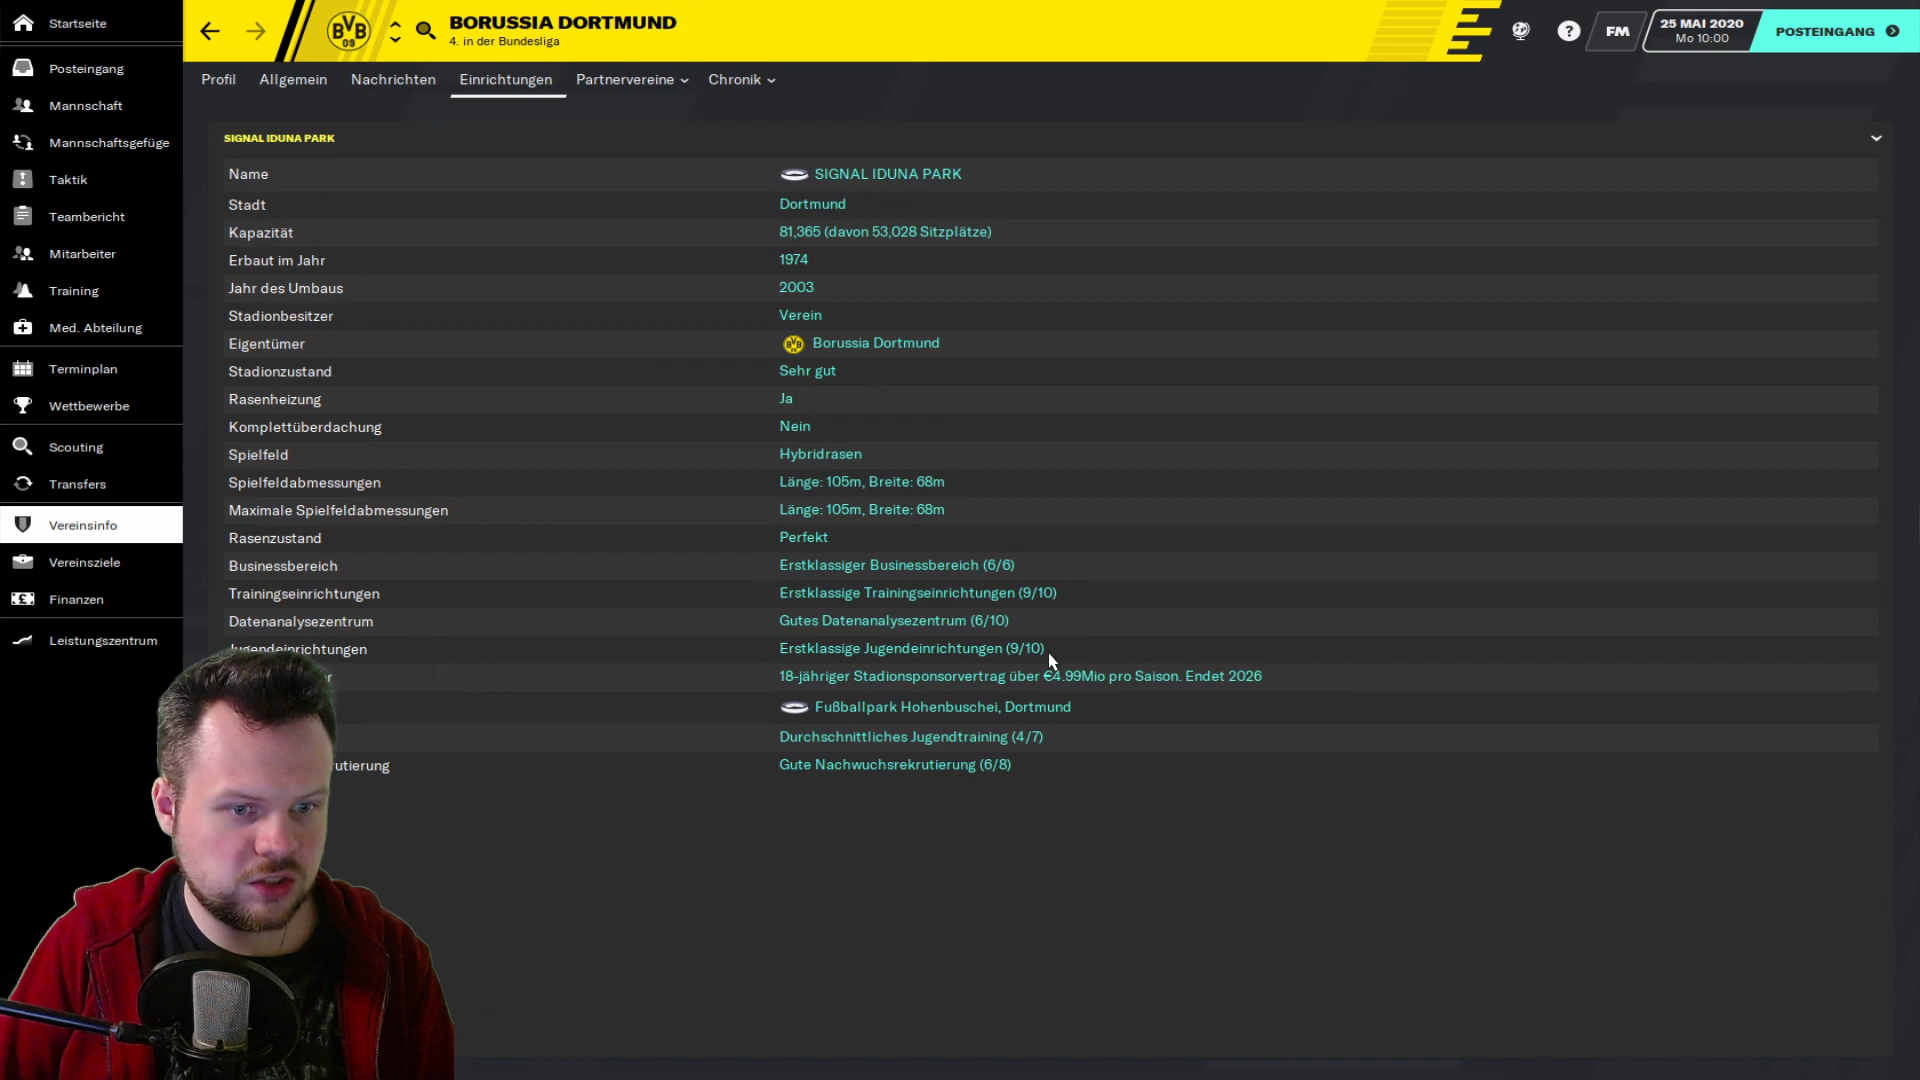 Startseite
BORUSSIA DORTMUND
4. in der Bundesliga
BVB
09
?
FM
25 MAI 2020
Mo 10:00
POSTEINGANG
Posteingang
Mannschaft
Mannschaftsgefüge
Taktik
Teambericht
Mitarbeiter
Training
Med. Abteilung
Terminplan
Wettbewerbe
Scouting
Transfers
Vereinsinfo
Vereinsziele
Finanzen
Leistungszentrum
Profil Allgemein Nachrichten Einrichtungen Partnervereine Chronik
SIGNAL IDUNA PARK
Name SIGNAL IDUNA PARK
Stadt Dortmund
Kapazität 81,365 (davon 53,028 Sitzplätze)
Erbaut im Jahr 1974
Jahr des Umbaus 2003
Stadionbesitzer Verein
Eigentümer Borussia Dortmund
Stadionzustand Sehr gut
Rasenheizung Ja
Komplettüberdachung Nein
Spielfeld Hybridrasen
Spielfeldabmessungen Länge: 105m, Breite: 68m
Maximale Spielfeldabmessungen Länge: 105m, Breite: 68m
Rasenzustand Perfekt
Businessbereich Erstklassiger Businessbereich (6/6)
Trainingseinrichtungen Erstklassige Trainingseinrichtungen (9/10)
Datenanalysezentrum Gutes Datenanalysezentrum (6/10)
Jugendeinrichtungen Erstklassige Jugendeinrichtungen (9/10)
r 18-jähriger Stadionsponsorvertrag über €4.99Mio pro Saison. Endet 2026
Fußballpark Hohenbuschei, Dortmund
Durchschnittliches Jugendtraining (4/7)
utierung Gute Nachwuchsrekrutierung (6/8)